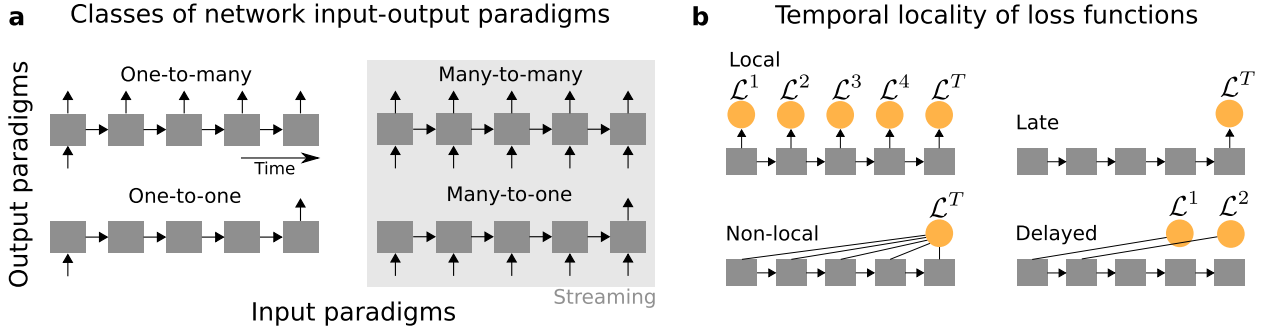 a
Classes of network input-output paradigms
Output paradigms
One-to-many
Many-to-many
Time
One-to-one
Many-to-one
Streaming
Input paradigms
b
Temporal locality of loss functions
Local
ℒ¹ ℒ² ℒ³ ℒ⁴ ℒᵀ
Late
ℒᵀ
Non-local
ℒᵀ
Delayed
ℒ¹ ℒ²